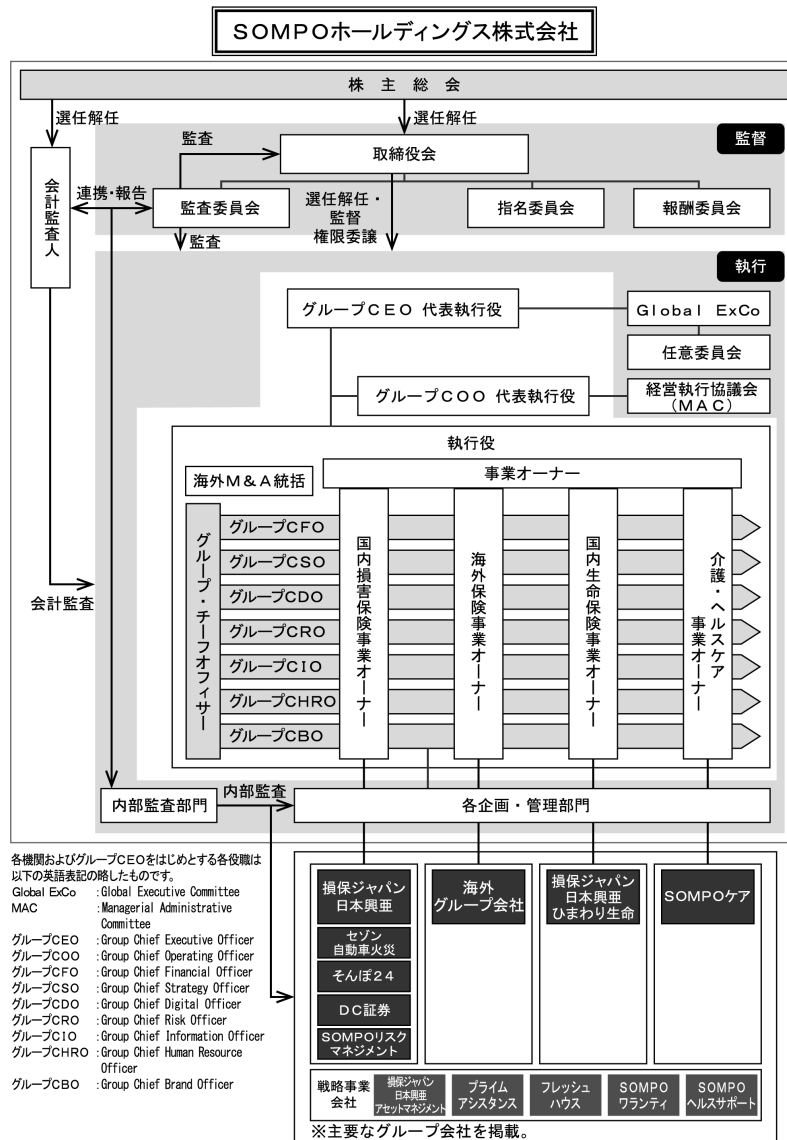 SOMPOホールディングス株式会社
株主総会
選任解任
選任解任
監督
監査
取締役会
会計監査人
連携・報告
監査委員会
選任解任・
監督
権限委譲
指名委員会
報酬委員会
監査
執行
グループCEO 代表執行役
Global ExCo
任意委員会
グループCOO 代表執行役
経営執行協議会
(MAC)
執行役
海外M&A統括
事業オーナー
グループ・チーフオフィサー
グループCFO
グループCSO
グループCDO
グループCRO
グループCIO
グループCHRO
グループCBO
国内損害保険事業オーナー
海外保険事業オーナー
国内生命保険事業オーナー
介護・ヘルスケア
事業オーナー
会計監査
内部監査部門
内部監査
各企画・管理部門
各機関およびグループCEOをはじめとする各役職は
以下の英語表記の略したものです。
Global ExCo :Global Executive Committee
MAC :Managerial Administrative
Committee
グループCEO :Group Chief Executive Officer
グループCOO :Group Chief Operating Officer
グループCFO :Group Chief Financial Officer
グループCSO :Group Chief Strategy Officer
グループCDO :Group Chief Digital Officer
グループCRO :Group Chief Risk Officer
グループCIO :Group Chief Information Officer
グループCHRO :Group Chief Human Resource
Officer
グループCBO :Group Chief Brand Officer
損保ジャパン
日本興亜
セゾン
自動車火災
そんぽ24
DC証券
SOMPOリスク
マネジメント
海外
グループ会社
損保ジャパン
日本興亜
ひまわり生命
SOMPOケア
戦略事業
会社
損保ジャパン
日本興亜
アセットマネジメント
プライム
アシスタンス
フレッシュ
ハウス
SOMPO
ワランティ
SOMPO
ヘルスサポート
※主要なグループ会社を掲載。